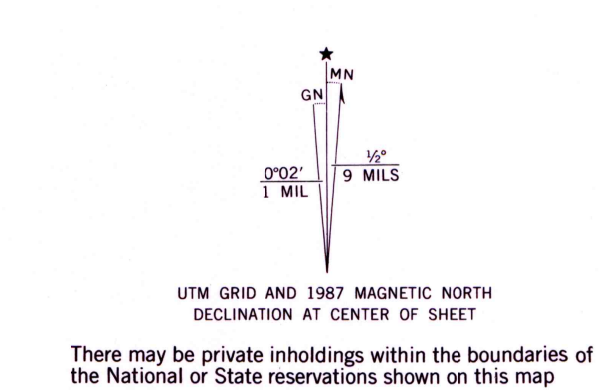 ★
MN
GN
0°02′
1 MIL
½°
9 MILS
UTM GRID AND 1987 MAGNETIC NORTH
DECLINATION AT CENTER OF SHEET
There may be private inholdings within the boundaries of
the National or State reservations shown on this map